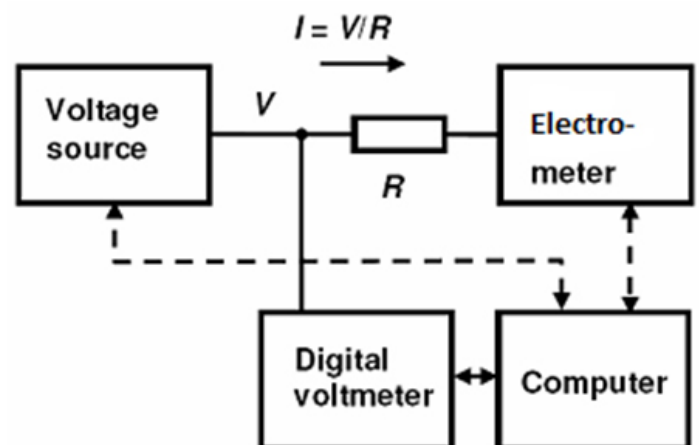 I = V/R
Voltage
source
V
R
Electro-
meter
Digital
voltmeter
Computer